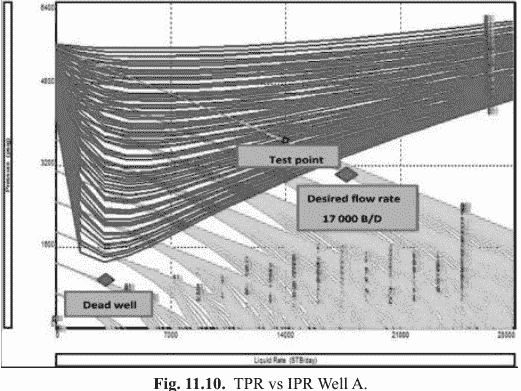 6400
4800
3200
1600
Pressure (psig)
Test point
Desired flow rate
17 000 B/D
Dead well
7000
14000
21000
28000
Liquid Rate (STB/day)
Fig. 11.10. TPR vs IPR Well A.